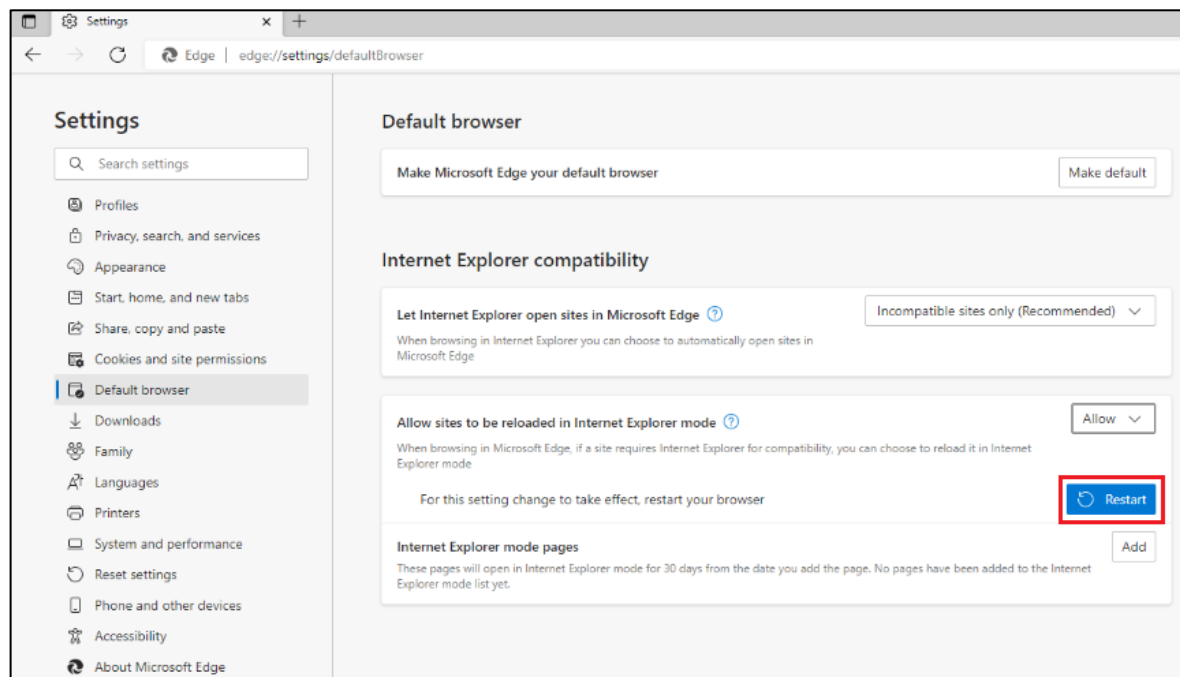 Settings
Edge | edge://settings/defaultBrowser
Settings
Search settings
Profiles
Privacy, search, and services
Appearance
Start, home, and new tabs
Share, copy and paste
Cookies and site permissions
Default browser
Downloads
Family
Languages
Printers
System and performance
Reset settings
Phone and other devices
Accessibility
About Microsoft Edge
Default browser
Make Microsoft Edge your default browser
Make default
Internet Explorer compatibility
Let Internet Explorer open sites in Microsoft Edge
Incompatible sites only (Recommended)
When browsing in Internet Explorer you can choose to automatically open sites in
Microsoft Edge
Allow sites to be reloaded in Internet Explorer mode
Allow
When browsing in Microsoft Edge, if a site requires Internet Explorer for compatibility, you can choose to reload it in Internet
Explorer mode
For this setting change to take effect, restart your browser
Restart
Internet Explorer mode pages
Add
These pages will open in Internet Explorer mode for 30 days from the date you add the page. No pages have been added to the Internet
Explorer mode list yet.